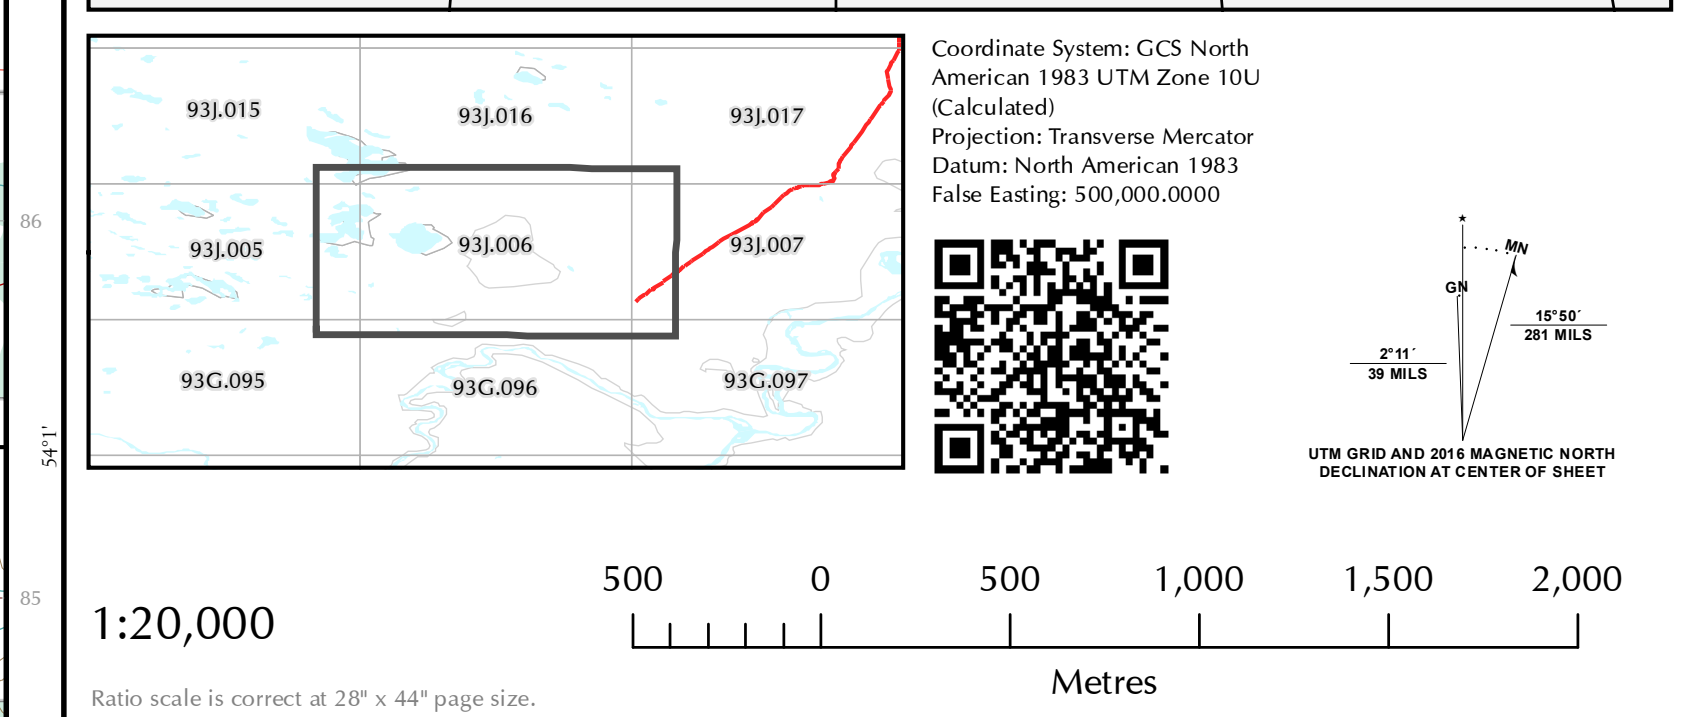 93J.015
93J.016
93J.017
93J.005
93J.006
93J.007
93G.095
93G.096
93G.097
86
54°1'
85
Coordinate System: GCS North
American 1983 UTM Zone 10U
(Calculated)
Projection: Transverse Mercator
Datum: North American 1983
False Easting: 500,000.0000
MN
GN
15°50´
281 MILS
2°11´
39 MILS
UTM GRID AND 2016 MAGNETIC NORTH
DECLINATION AT CENTER OF SHEET
500 0 500 1,000 1,500 2,000
Metres
1:20,000
Ratio scale is correct at 28" x 44" page size.